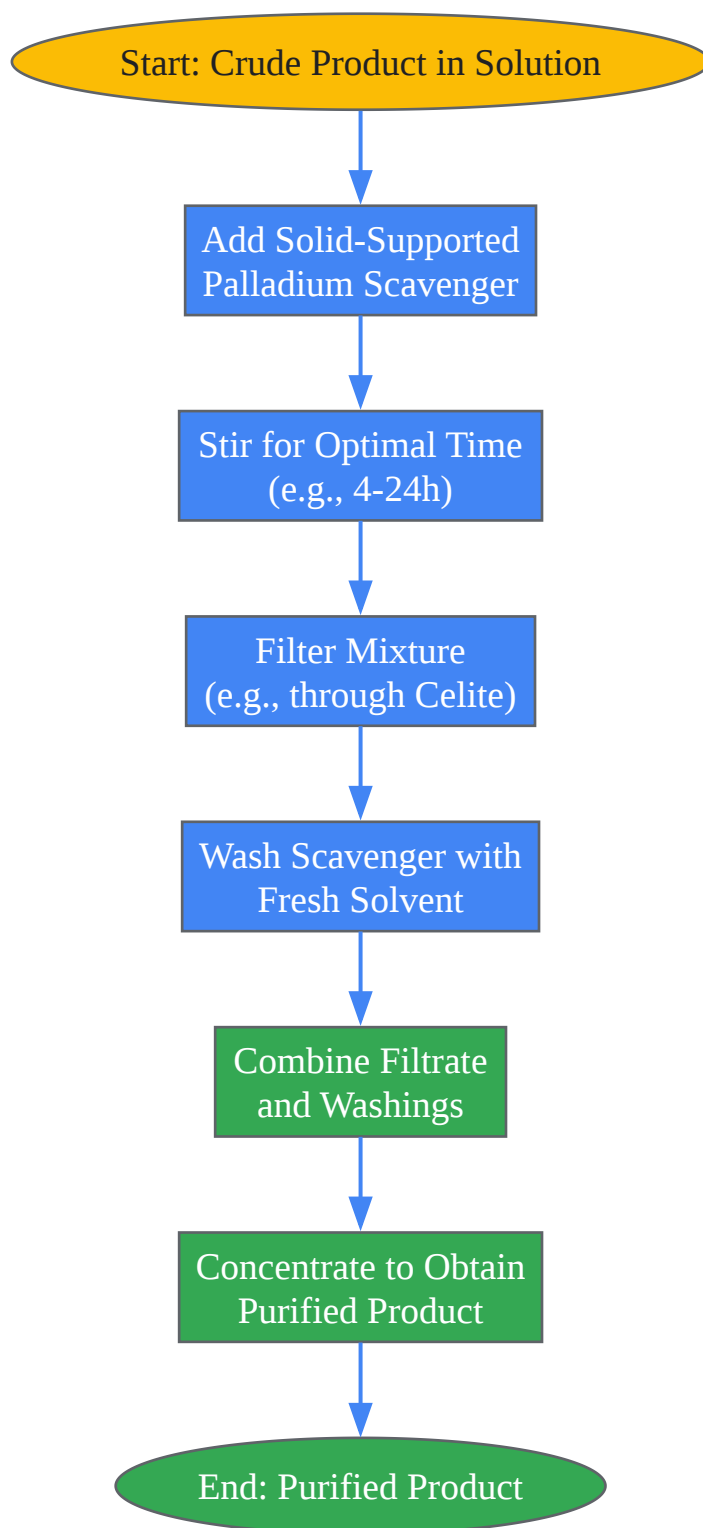 Start: Crude Product in Solution
Add Solid-Supported
Palladium Scavenger
Stir for Optimal Time
(e.g., 4-24h)
Filter Mixture
(e.g., through Celite)
Wash Scavenger with
Fresh Solvent
Combine Filtrate
and Washings
Concentrate to Obtain
Purified Product
End: Purified Product